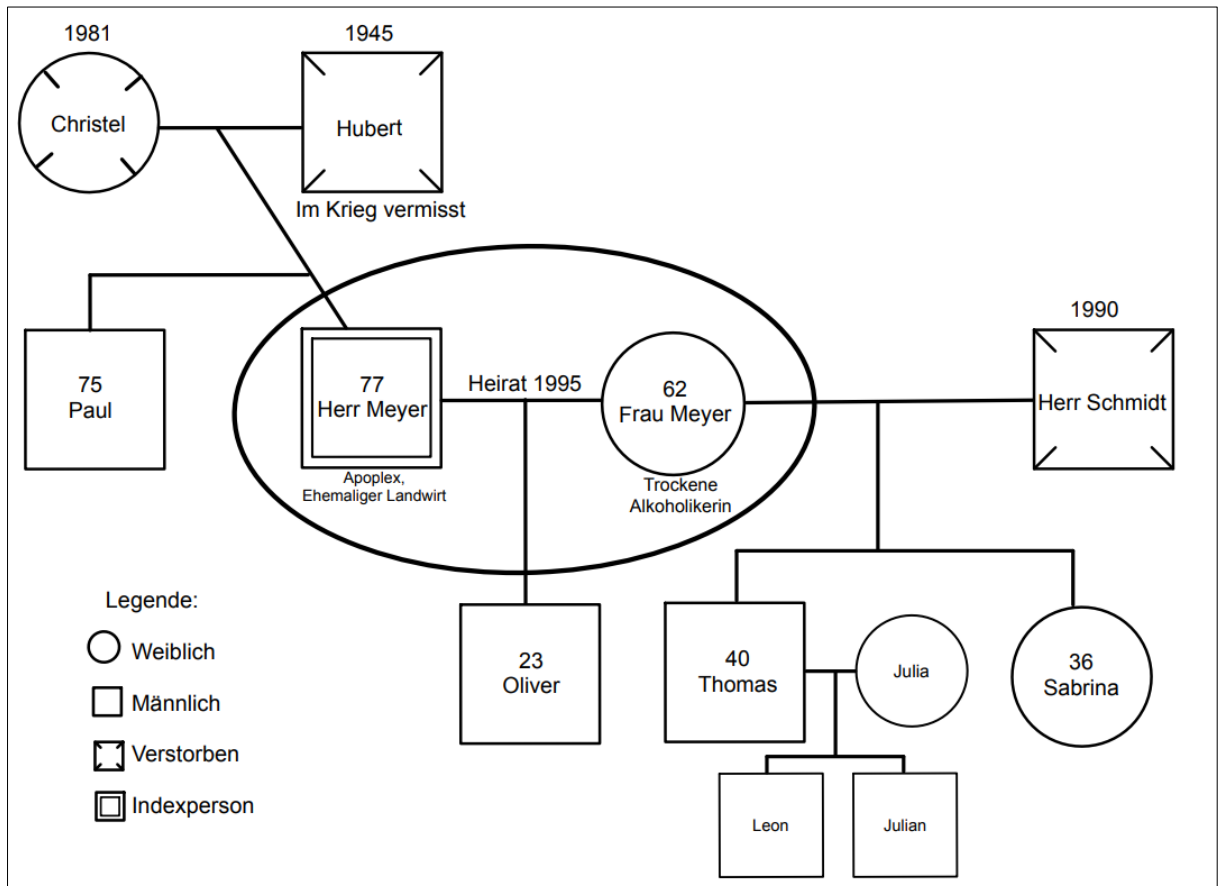 1981
1945
Christel
Hubert
Im Krieg vermisst
1990
75
Paul
77
Herr Meyer
Heirat 1995
62
Frau Meyer
Herr Schmidt
Apoplex,
Ehemaliger Landwirt
Trockene
Alkoholikerin
Legende:
Weiblich
Männlich
Verstorben
Indexperson
23
Oliver
40
Thomas
Julia
36
Sabrina
Leon
Julian